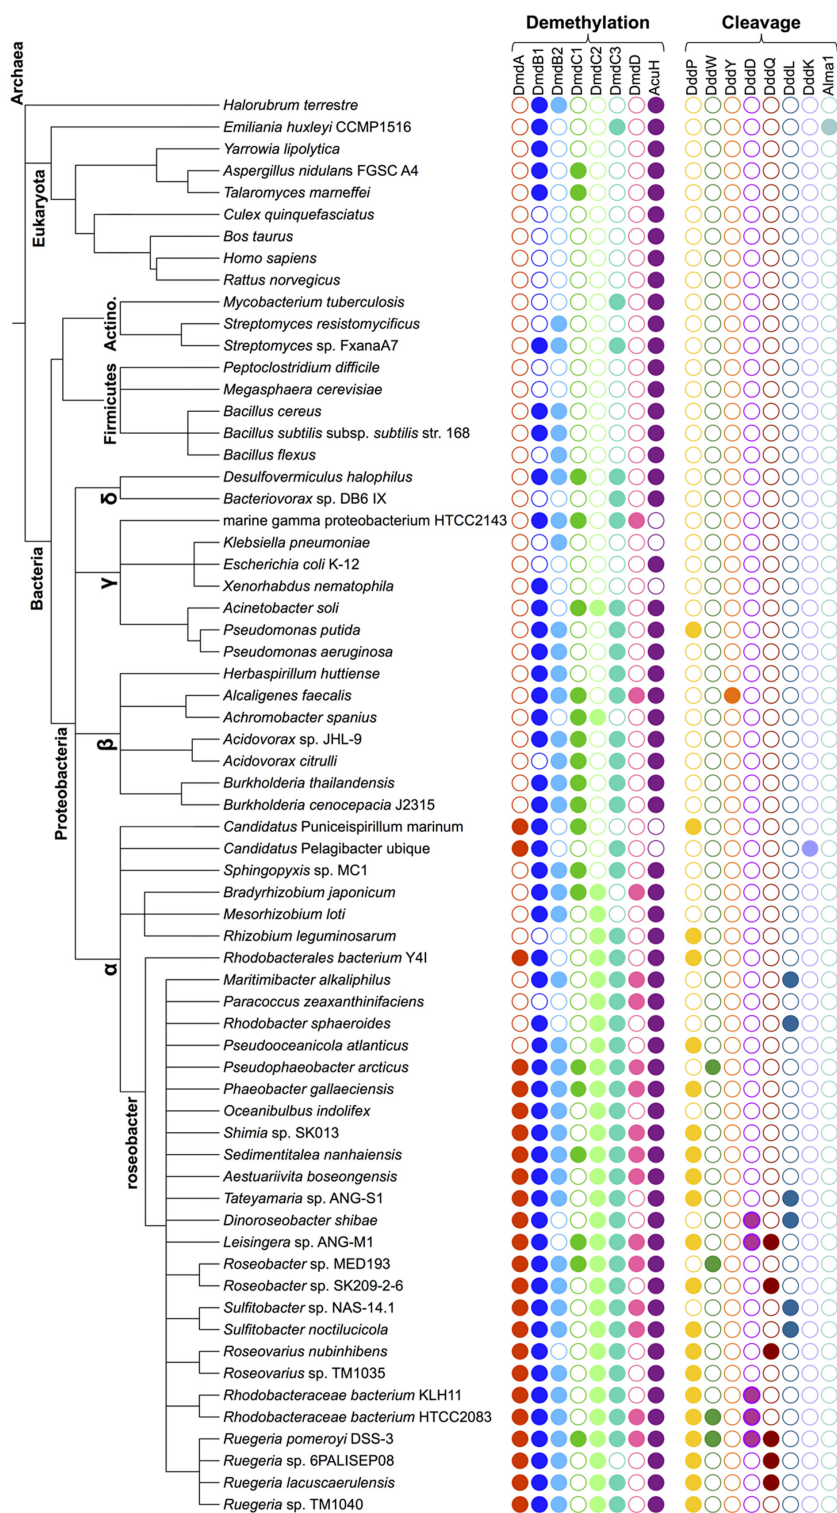 Demethylation
Cleavage
DmdA
DmdB1
DmdB2
DmdC1
DmdC2
DmdC3
DmdD
AcuH
DddP
DddW
DddY
DddD
DddQ
DddL
DddK
Alma1
Archaea
Halorubrum terrestre
Eukaryota
Emiliania huxleyi CCMP1516
Yarrowia lipolytica
Aspergillus nidulans FGSC A4
Talaromyces marneffei
Culex quinquefasciatus
Bos taurus
Homo sapiens
Rattus norvegicus
Bacteria
Actino.
Mycobacterium tuberculosis
Streptomyces resistomycificus
Streptomyces sp. FxanaA7
Firmicutes
Peptoclostridium difficile
Megasphaera cerevisiae
Bacillus cereus
Bacillus subtilis subsp. subtilis str. 168
Bacillus flexus
Proteobacteria
δ
Desulfovermiculus halophilus
Bacteriovorax sp. DB6 IX
γ
marine gamma proteobacterium HTCC2143
Klebsiella pneumoniae
Escherichia coli K-12
Xenorhabdus nematophila
Acinetobacter soli
Pseudomonas putida
Pseudomonas aeruginosa
β
Herbaspirillum huttiense
Alcaligenes faecalis
Achromobacter spanius
Acidovorax sp. JHL-9
Acidovorax citrulli
Burkholderia thailandensis
Burkholderia cenocepacia J2315
α
Candidatus Puniceispirillum marinum
Candidatus Pelagibacter ubique
Sphingopyxis sp. MC1
Bradyrhizobium japonicum
Mesorhizobium loti
Rhizobium leguminosarum
roseobacter
Rhodobacterales bacterium Y4I
Maritimibacter alkaliphilus
Paracoccus zeaxanthinifaciens
Rhodobacter sphaeroides
Pseudooceanicola atlanticus
Pseudophaeobacter arcticus
Phaeobacter gallaeciensis
Oceanibulbus indolifex
Shimia sp. SK013
Sedimentitalea nanhaiensis
Aestuariivita boseongensis
Tateyamaria sp. ANG-S1
Dinoroseobacter shibae
Leisingera sp. ANG-M1
Roseobacter sp. MED193
Roseobacter sp. SK209-2-6
Sulfitobacter sp. NAS-14.1
Sulfitobacter noctilucicola
Roseovarius nubinhibens
Roseovarius sp. TM1035
Rhodobacteraceae bacterium KLH11
Rhodobacteraceae bacterium HTCC2083
Ruegeria pomeroyi DSS-3
Ruegeria sp. 6PALISEP08
Ruegeria lacuscaerulensis
Ruegeria sp. TM1040